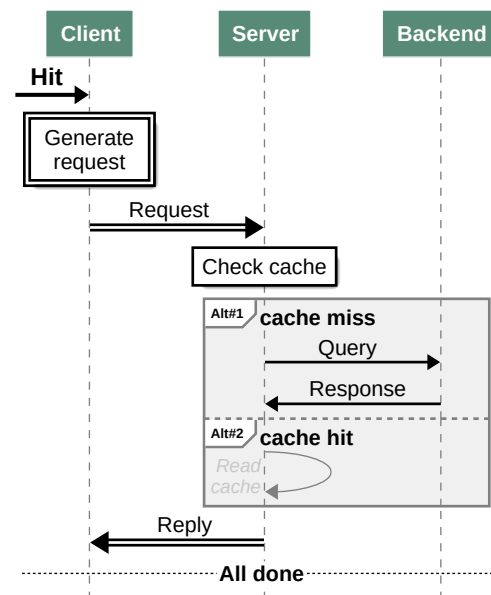 Client Server Backend
Hit
Generate
request
Request
Check cache
Alt#1 cache miss
Query
Response
Alt#2 cache hit
Read
cache
Reply
All done